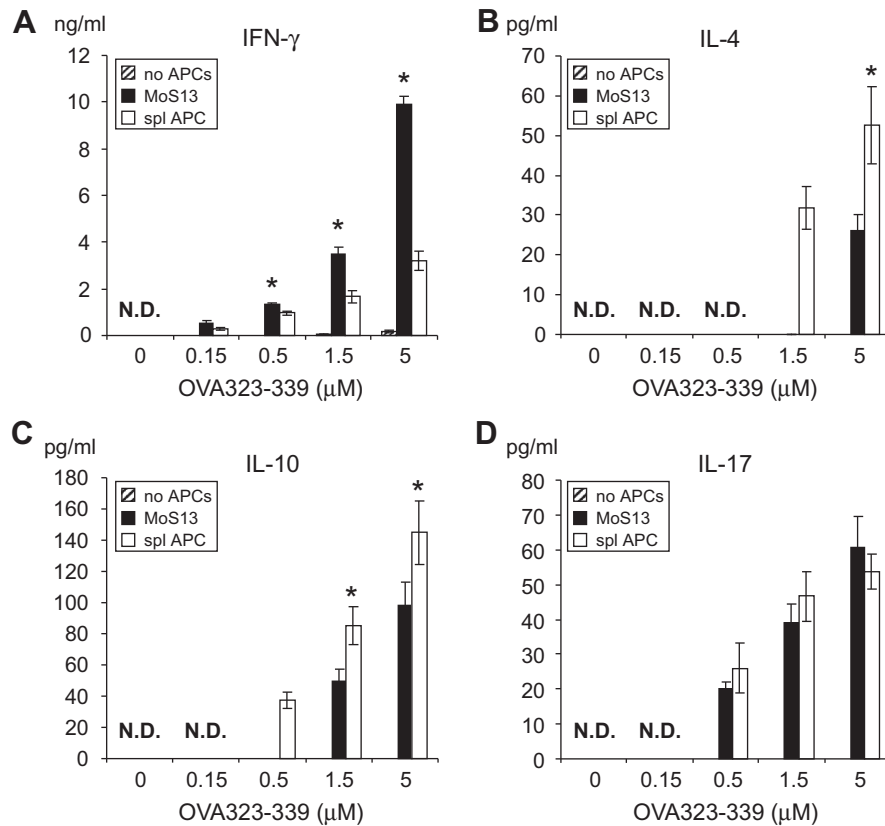 A
ng/ml
IFN-γ
12
10
8
6
4
2
0
no APCs
MoS13
spl APC
*
*
*
N.D.
0 0.15 0.5 1.5 5
OVA323-339 (μM)
B
pg/ml
IL-4
70
60
50
40
30
20
10
0
no APCs
MoS13
spl APC
*
N.D. N.D. N.D.
0 0.15 0.5 1.5 5
OVA323-339 (μM)
C
pg/ml
IL-10
180
160
140
120
100
80
60
40
20
0
no APCs
MoS13
spl APC
*
*
N.D. N.D.
0 0.15 0.5 1.5 5
OVA323-339 (μM)
D
pg/ml
IL-17
80
70
60
50
40
30
20
10
0
no APCs
MoS13
spl APC
N.D. N.D.
0 0.15 0.5 1.5 5
OVA323-339 (μM)